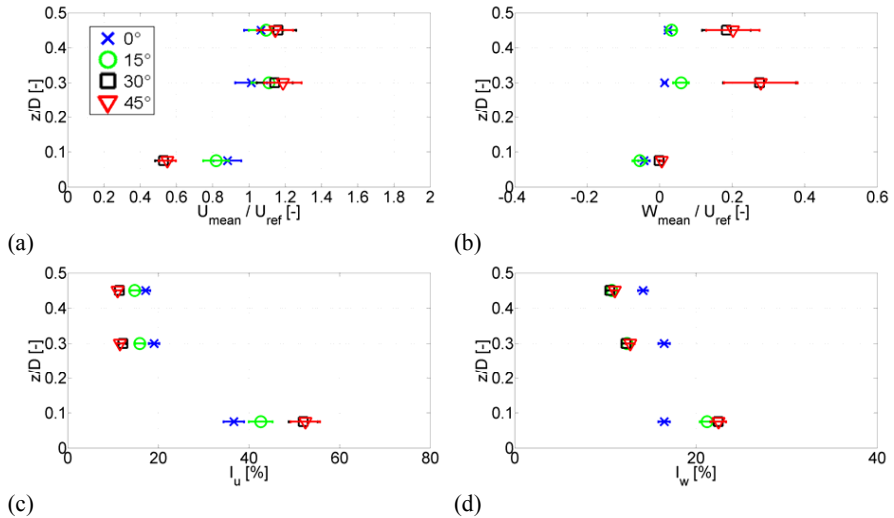 0.5
0.4
0.3
0.2
0.1
0
z/D [-]
0°
15°
30°
45°
0 0.2 0.4 0.6 0.8 1 1.2 1.4 1.6 1.8 2
U_mean / U_ref [-]
(a)
0.5
0.4
0.3
0.2
0.1
0
z/D [-]
-0.4 -0.2 0 0.2 0.4 0.6
W_mean / U_ref [-]
(b)
0.5
0.4
0.3
0.2
0.1
0
z/D [-]
0 20 40 60 80
I_u [%]
(c)
0.5
0.4
0.3
0.2
0.1
0
z/D [-]
0 20 40
I_w [%]
(d)